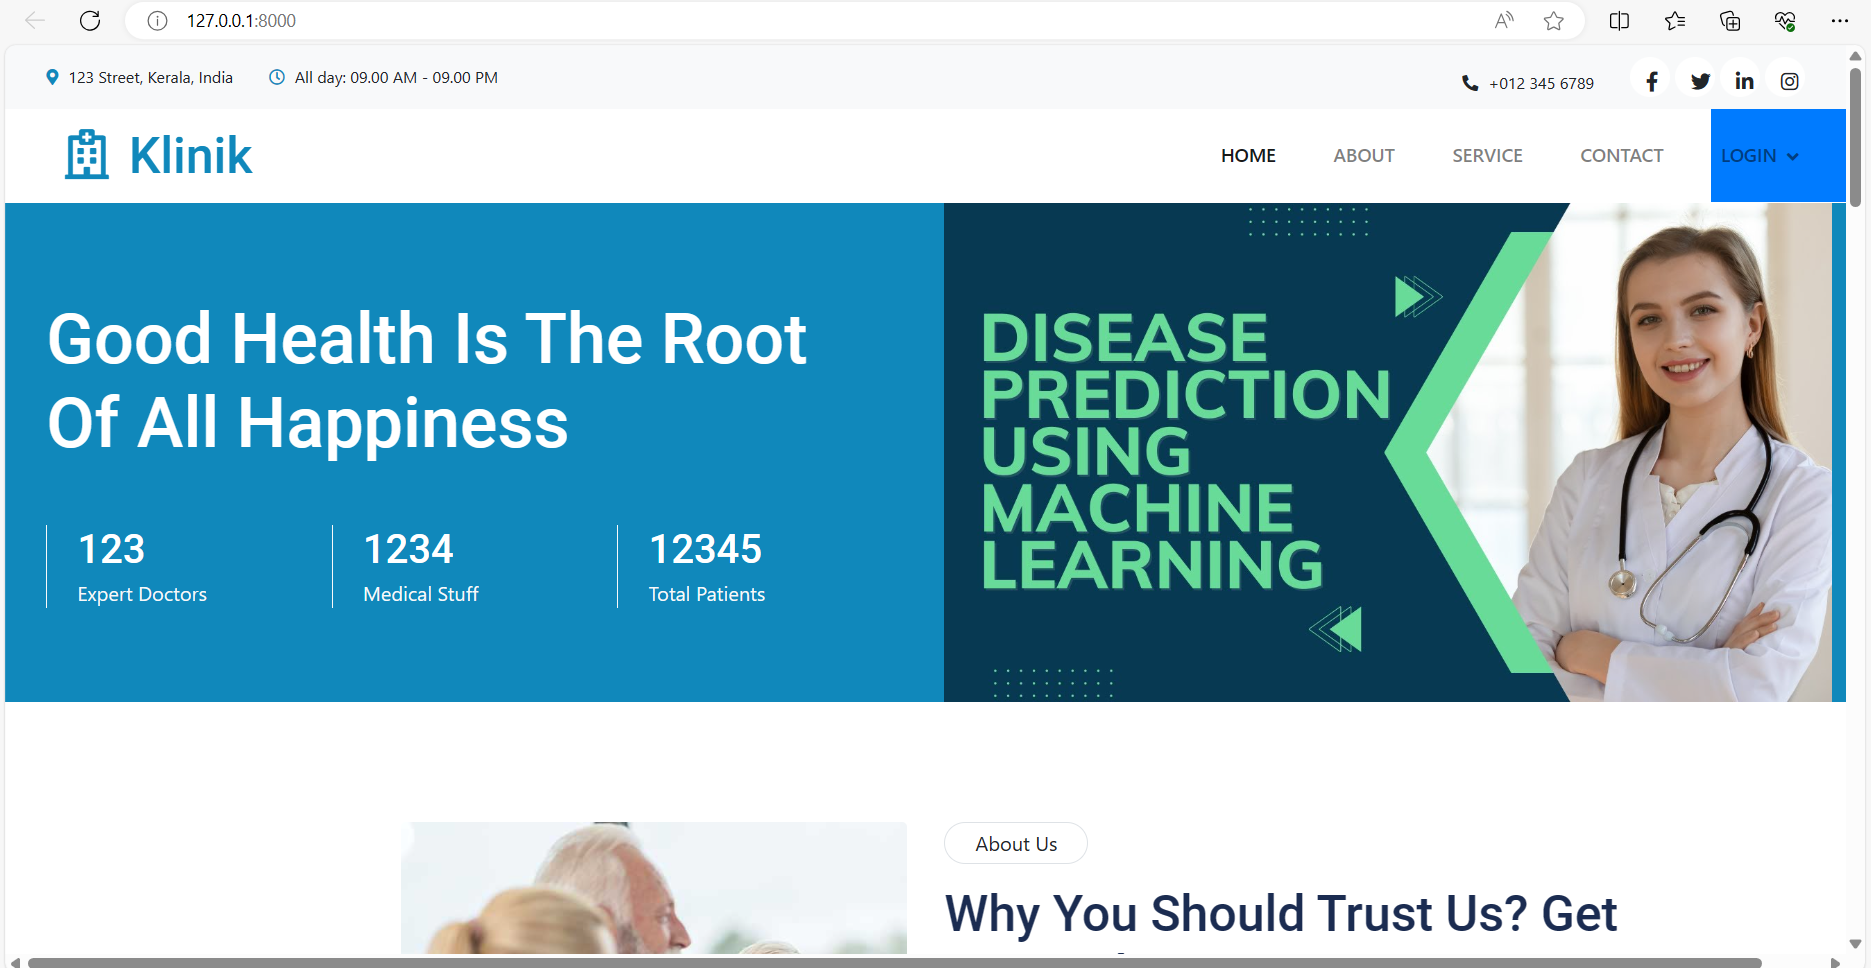 127.0.0.1:8000
123 Street, Kerala, India
All day: 09.00 AM - 09.00 PM
+012 345 6789
Klinik
HOME
ABOUT
SERVICE
CONTACT
LOGIN
Good Health Is The Root
Of All Happiness
123
Expert Doctors
1234
Medical Stuff
12345
Total Patients
DISEASE
PREDICTION
USING
MACHINE
LEARNING
About Us
Why You Should Trust Us? Get